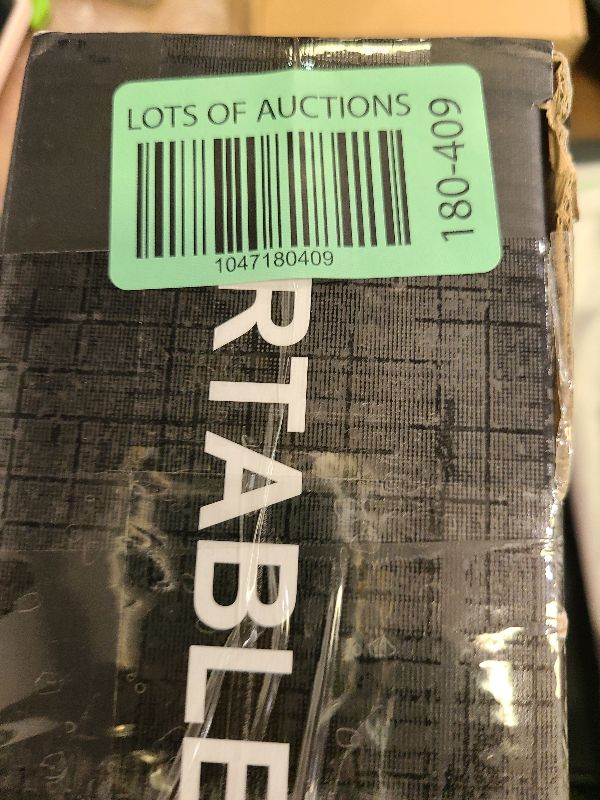 LOTS OF AUCTIONS
1047180409
180-409
RTABLE